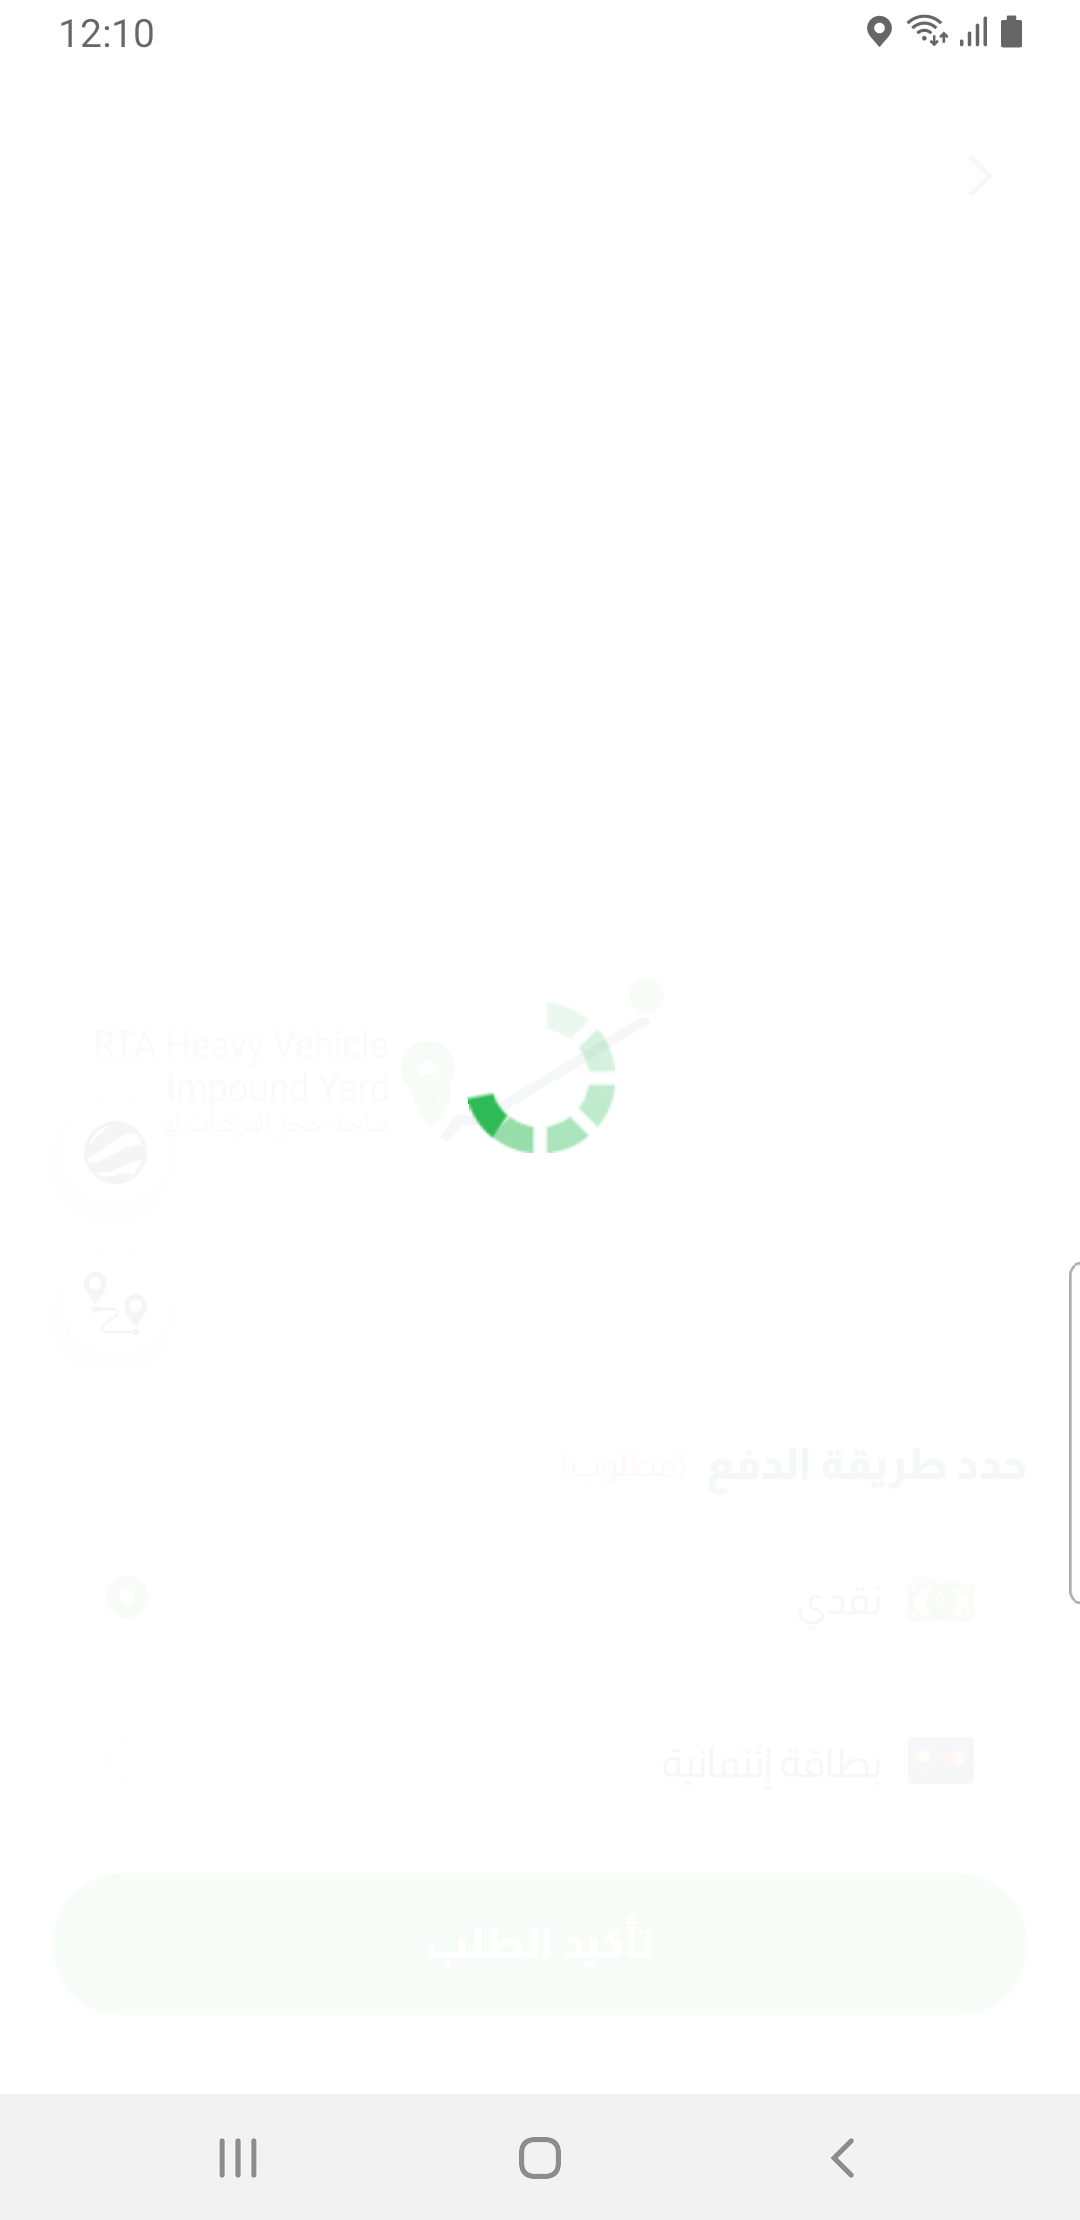 12:10
RTA Heavy Vehicle
Impound Yard
ساحة حجز المركبات
حدد طريقة الدفع (مطلوب)
نقدي
بطاقة إئتمانية
تأكيد الطلب